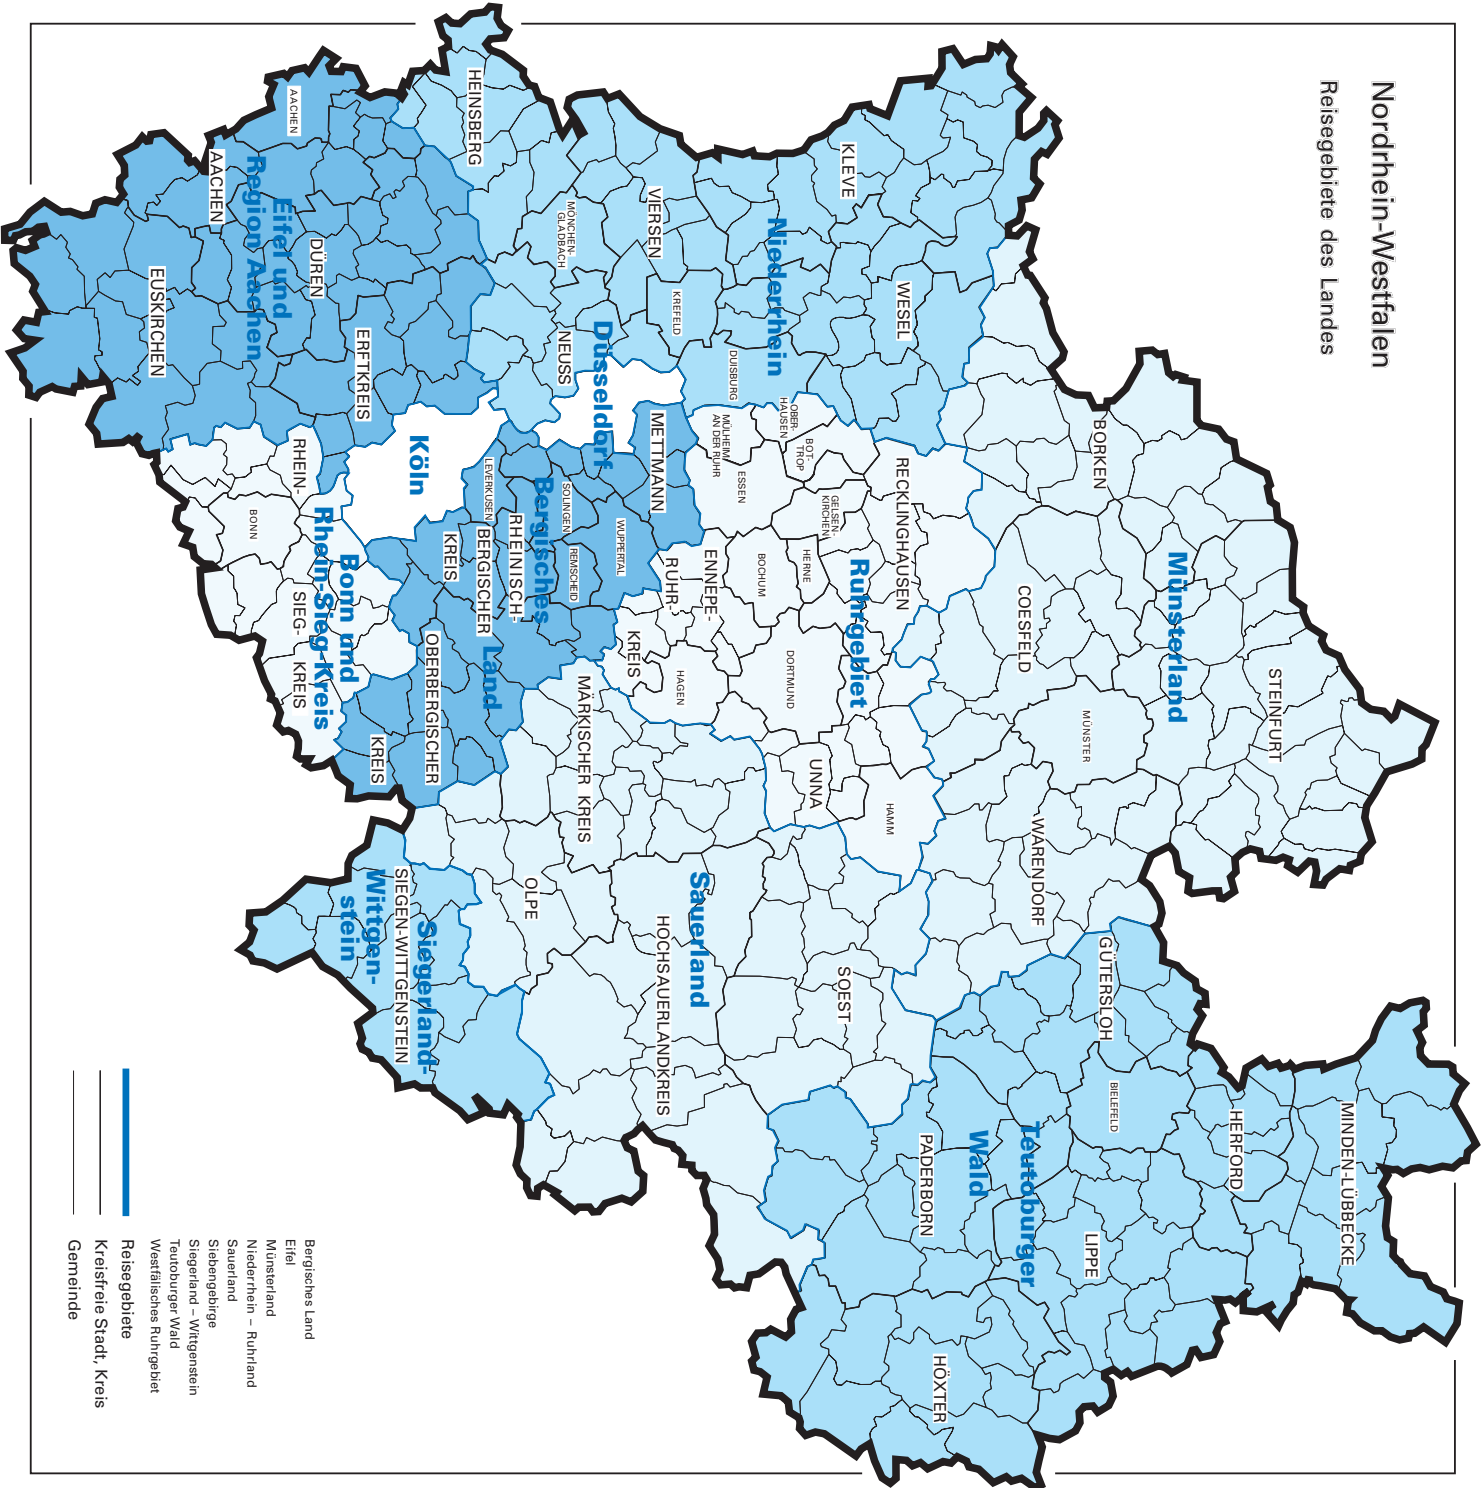 Nordrhein-Westfalen
Reisegebiete des Landes
STEINFURT
Münsterland
BORKEN
COESFELD
MÜNSTER
WARENDORF
MINDEN-LÜBBECKE
HERFORD
GÜTERSLOH
BIELEFELD
LIPPE
Teutoburger
Wald
PADERBORN
HÖXTER
KLEVE
WESEL
Niederrhein
DUISBURG
KREFELD
VIERSEN
MÖNCHEN-
GLADBACH
NEUSS
HEINSBERG
RECKLINGHAUSEN
Ruhrgebiet
OBER-
HAUSEN
BOT-
TROP
GELSEN-
KIRCHEN
MÜLHEIM
AN DER RUHR
ESSEN
HERNE
BOCHUM
DORTMUND
ENNEPE-
RUHR-
KREIS
HAGEN
UNNA
HAMM
SOEST
Sauerland
HOCHSAUERLANDKREIS
MÄRKISCHER KREIS
OLPE
Düsseldorf
METTMANN
WUPPERTAL
SOLINGEN
REMSCHEID
Bergisches
Land
LEVERKUSEN
RHEINISCH-
BERGISCHER
KREIS
OBERBERGISCHER
KREIS
Köln
Siegerland-
Wittgen-
stein
SIEGEN-WITTGENSTEIN
ERFTKREIS
DÜREN
AACHEN
AACHEN
Eifel und
Region Aachen
EUSKIRCHEN
Bonn und
Rhein-Sieg-Kreis
RHEIN-
SIEG-
KREIS
BONN
Bergisches Land
Eifel
Münsterland
Niederrhein – Ruhrland
Sauerland
Siebengebirge
Siegerland – Wittgenstein
Teutoburger Wald
Westfälisches Ruhrgebiet
Reisegebiete
Kreisfreie Stadt, Kreis
Gemeinde